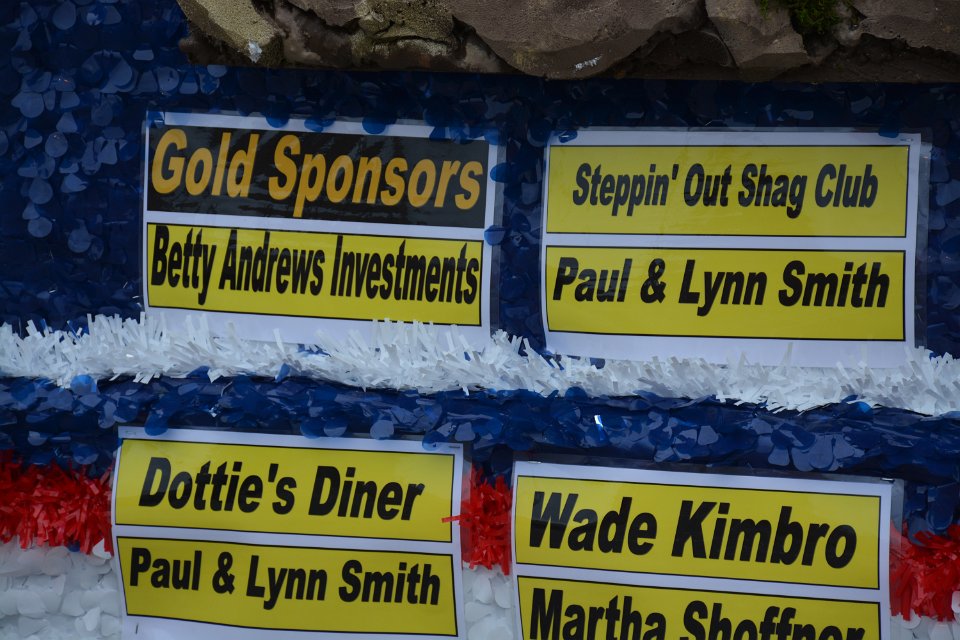 Gold Sponsors
Betty Andrews Investments
Steppin' Out Shag Club
Paul & Lynn Smith
Dottie's Diner
Paul & Lynn Smith
Wade Kimbro
Martha Shoffner